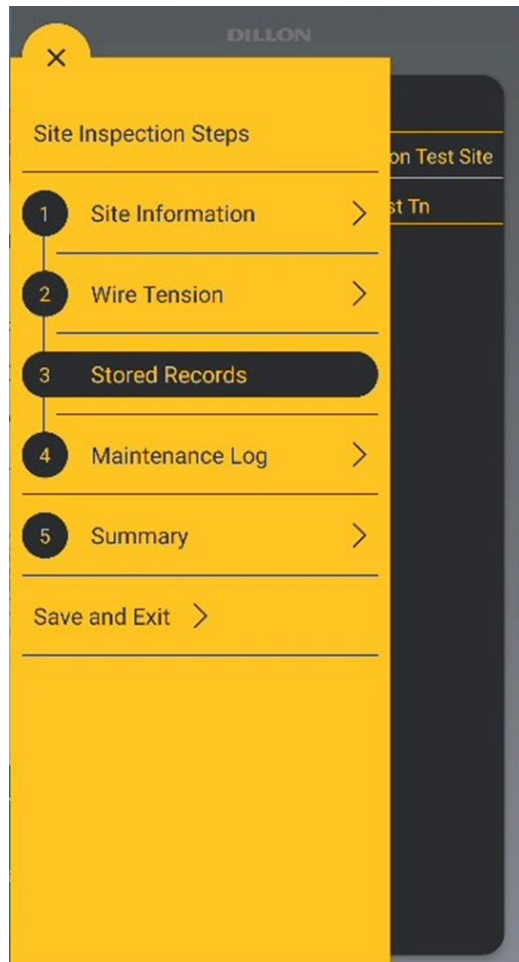 DILLON
Site Inspection Steps
on Test Site
1 Site Information
st Tn
2 Wire Tension
3 Stored Records
4 Maintenance Log
5 Summary
Save and Exit